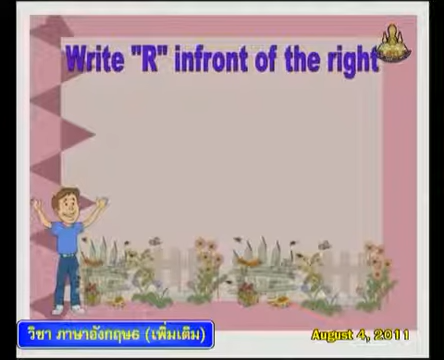 Write "R" infront of the right
วิชา ภาษาอังกฤษ6 (เพิ่มเติม)
August 4, 2011